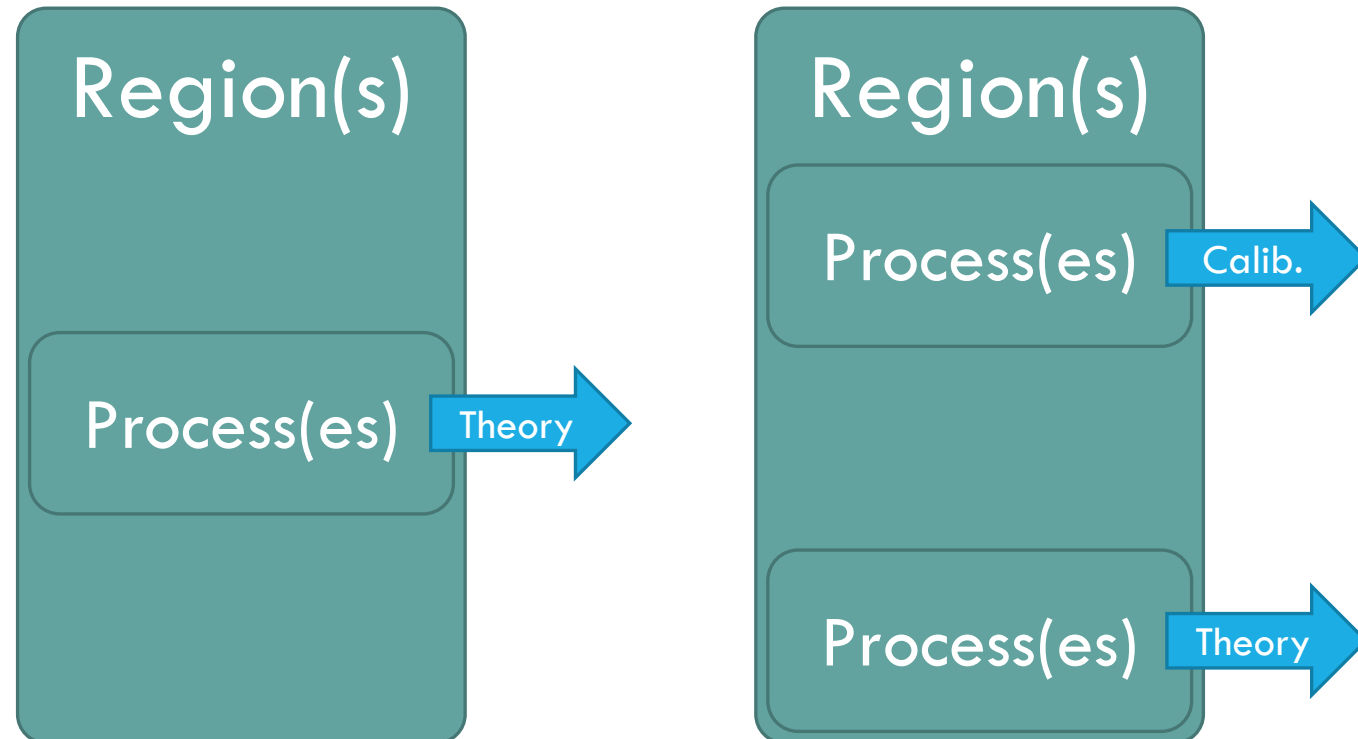 Region(s)
Process(es)
Theory
Region(s)
Process(es)
Calib.
Process(es)
Theory